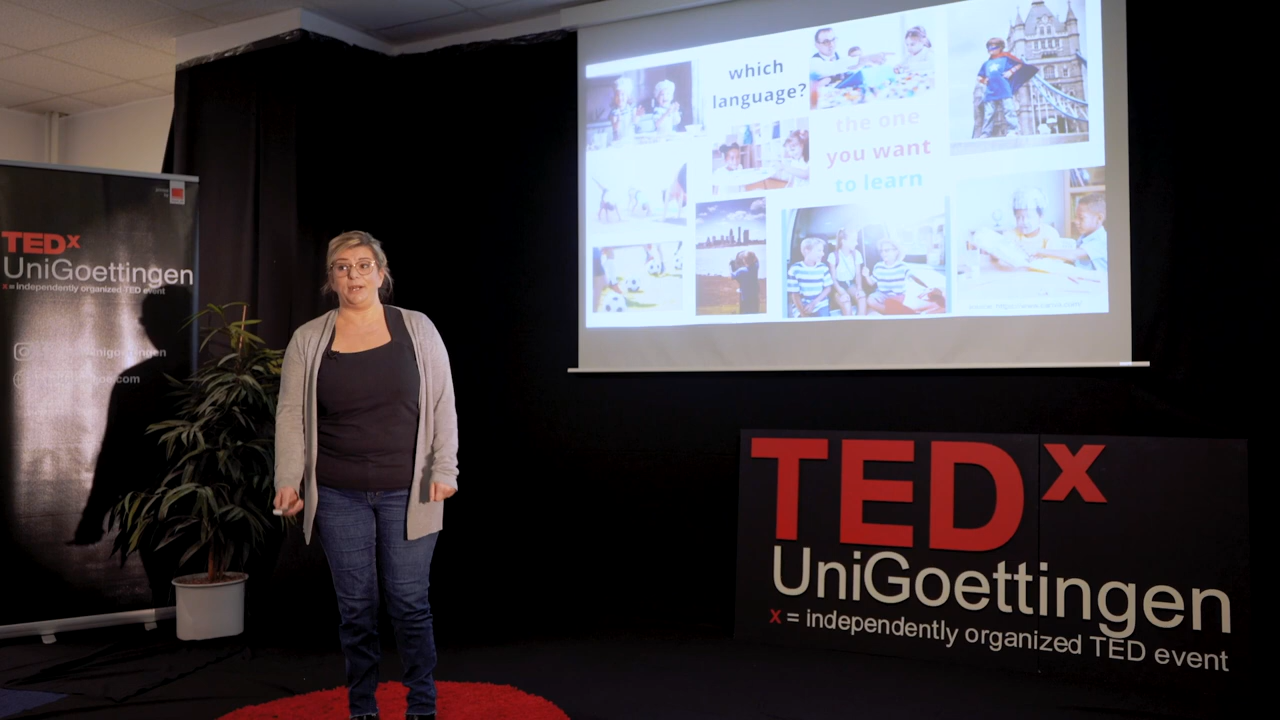 which
language?
the one
you want
to learn
TEDx
UniGoettingen
x = independently organized TED event
TEDx
UniGoettingen
x = independently organized TED event